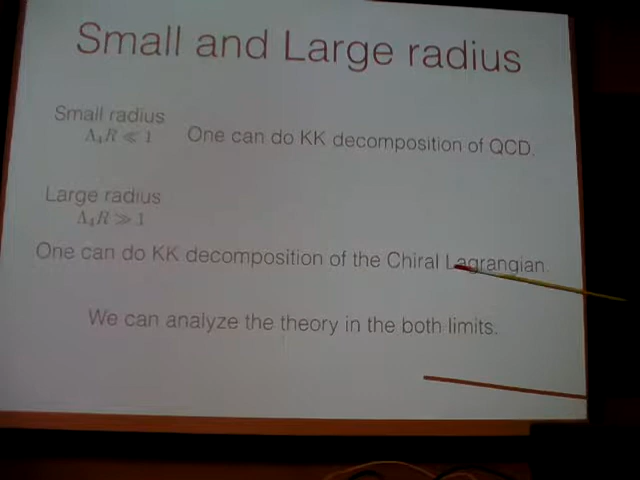 Small and Large radius
Small radius
Λ₄R ≪ 1 One can do KK decomposition of QCD.
Large radius
Λ₄R ≫ 1
One can do KK decomposition of the Chiral Lagrangian.
We can analyze the theory in the both limits.